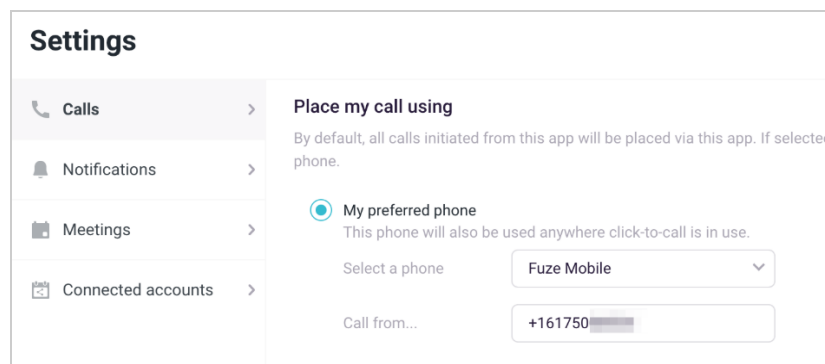 Settings
Calls
Notifications
Meetings
Connected accounts
Place my call using
By default, all calls initiated from this app will be placed via this app. If selected
phone.
My preferred phone
This phone will also be used anywhere click-to-call is in use.
Select a phone
Fuze Mobile
Call from...
+161750